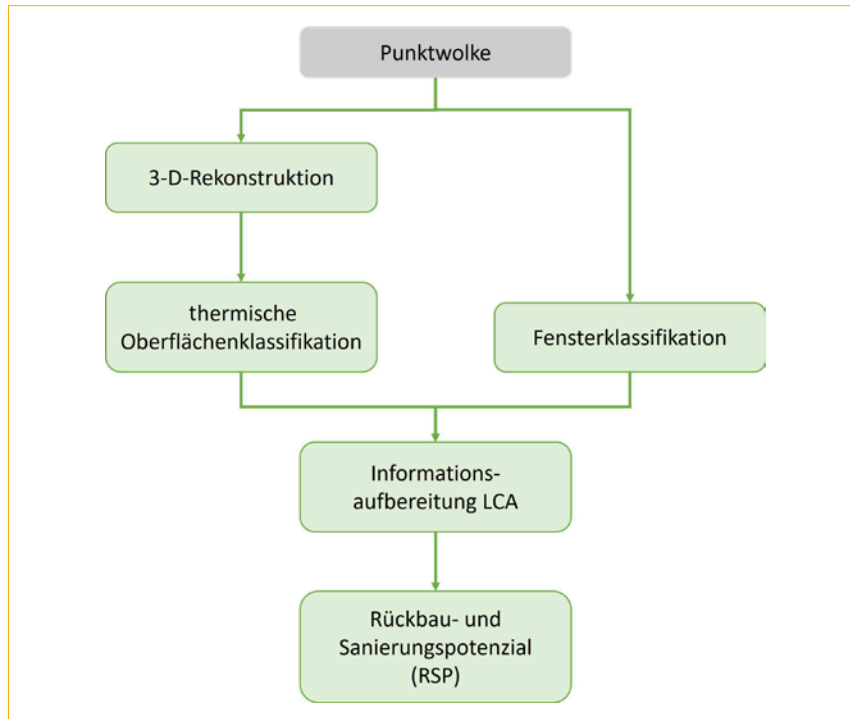 Punktwolke
3-D-Rekonstruktion
thermische
Oberflächenklassifikation
Fensterklassifikation
Informations-
aufbereitung LCA
Rückbau- und
Sanierungspotenzial
(RSP)